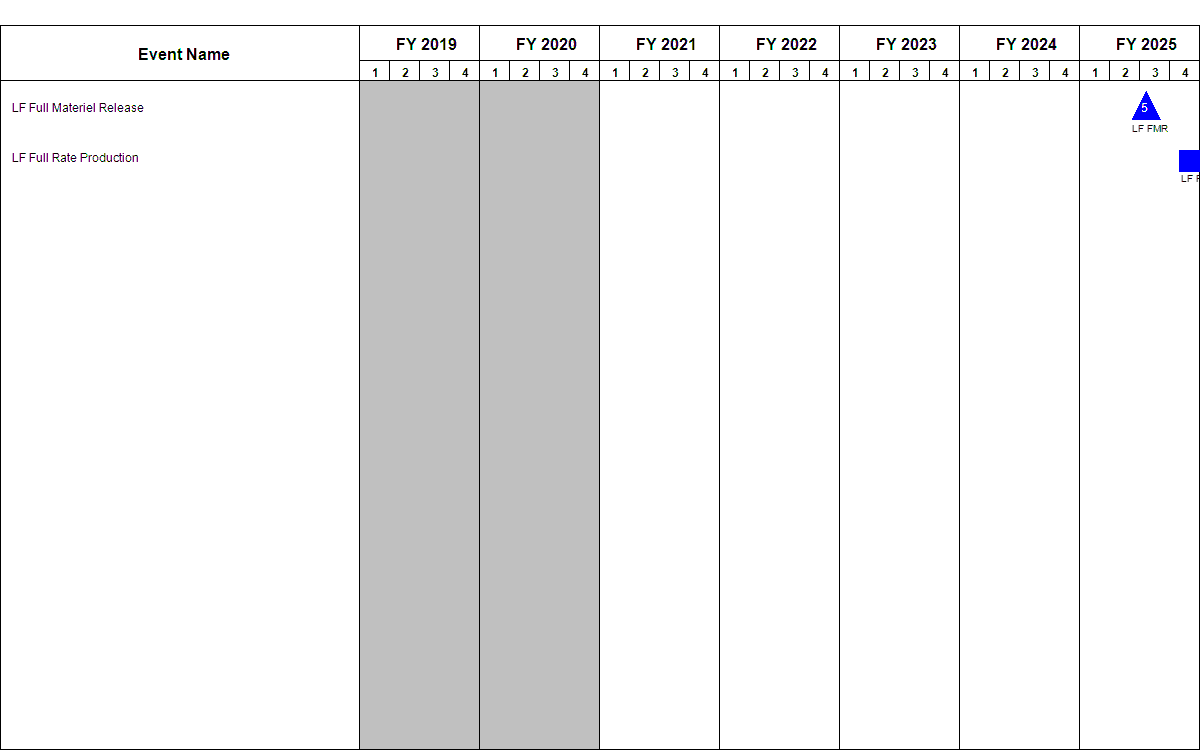 Event Name
FY 2019 FY 2020 FY 2021 FY 2022 FY 2023 FY 2024 FY 2025
1 2 3 4 1 2 3 4 1 2 3 4 1 2 3 4 1 2 3 4 1 2 3 4 1 2 3 4
LF Full Materiel Release
5
LF FMR
LF Full Rate Production
LF